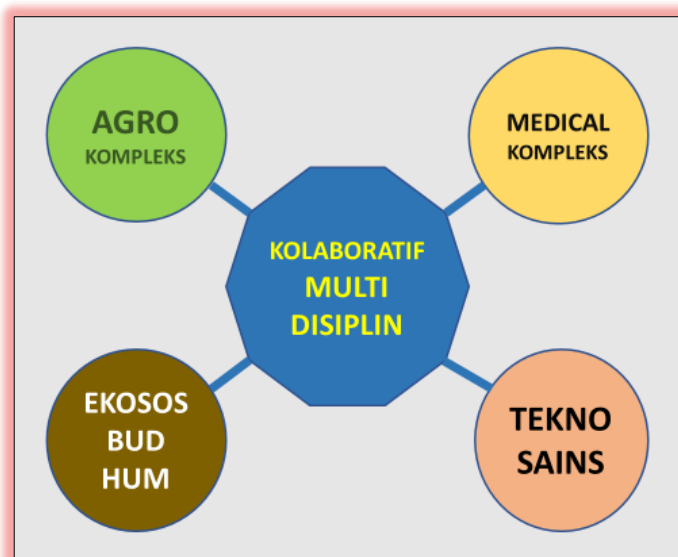 AGRO
KOMPLEKS
MEDICAL
KOMPLEKS
KOLABORATIF
MULTI
DISIPLIN
EKOSOS
BUD
HUM
TEKNO
SAINS